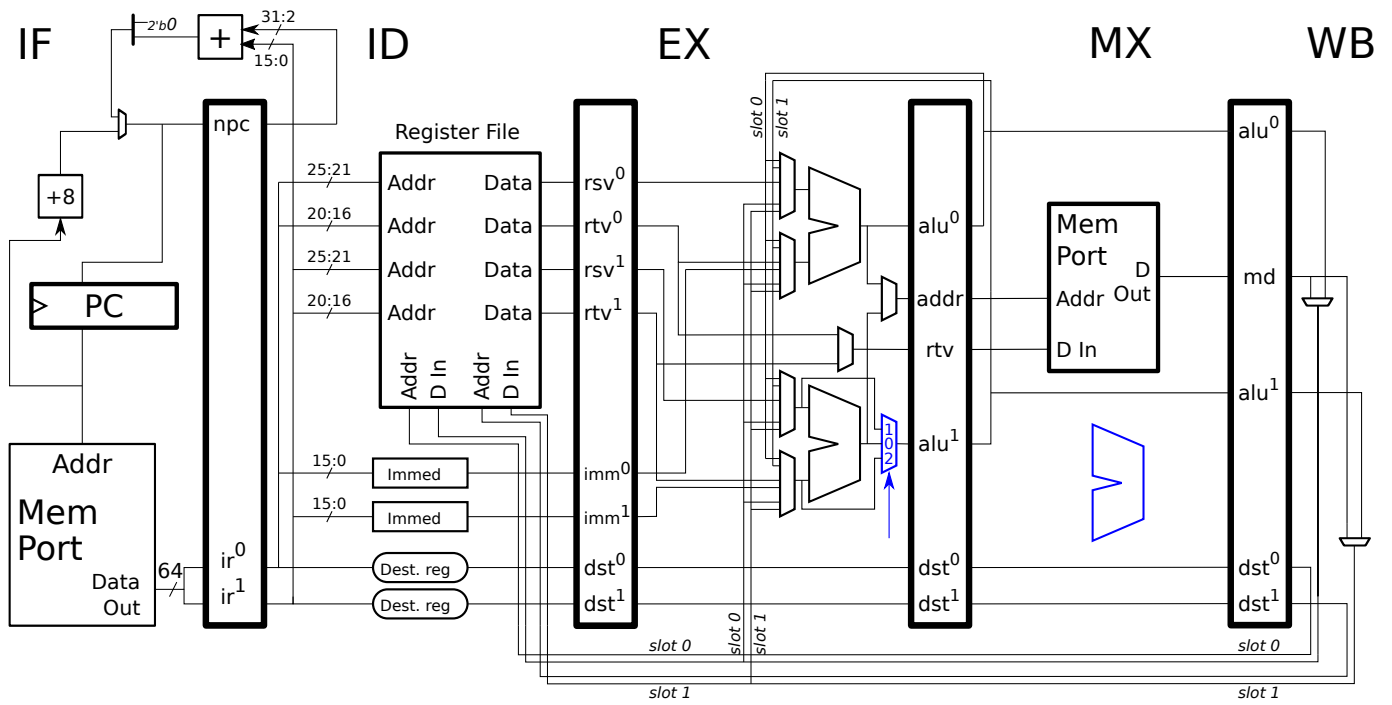 IF
ID
EX
MX
WB
2'b0
+
31:2
15:0
+8
PC
Addr
Mem
Port
Data
Out
64
npc
ir⁰
ir¹
Register File
25:21
20:16
25:21
20:16
Addr
Data
Addr
Data
Addr
Data
Addr
Data
Addr
D In
Addr
D In
15:0
Immed
15:0
Immed
Dest. reg
Dest. reg
rsv⁰
rtv⁰
rsv¹
rtv¹
imm⁰
imm¹
dst⁰
dst¹
slot 0
slot 1
slot 0
slot 1
slot 0
slot 1
1
0
2
alu⁰
addr
rtv
alu¹
dst⁰
dst¹
Mem
Port
D
Out
Addr
D In
alu⁰
md
alu¹
dst⁰
dst¹
slot 0
slot 1